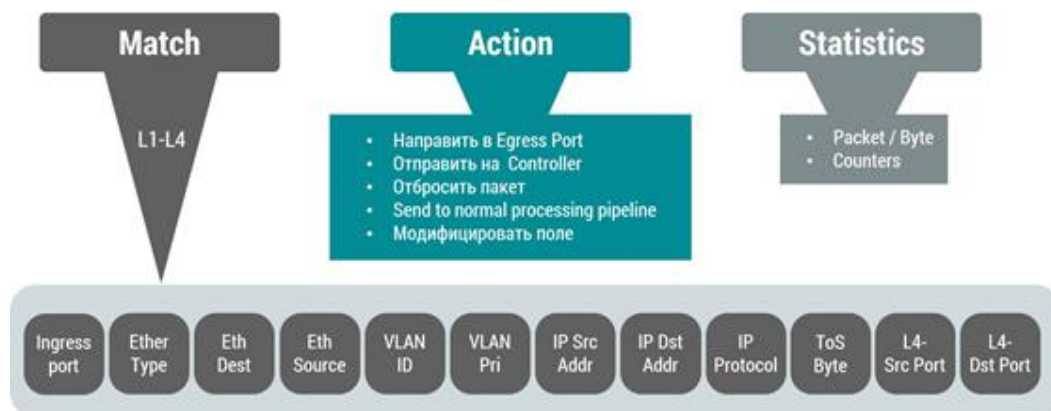 Match
Action
Statistics
L1-L4
• Направить в Egress Port
• Отправить на Controller
• Отбросить пакет
• Send to normal processing pipeline
• Модифицировать поле
• Packet / Byte
• Counters
Ingress
port
Ether
Type
Eth
Dest
Eth
Source
VLAN
ID
VLAN
Pri
IP Src
Addr
IP Dst
Addr
IP
Protocol
ToS
Byte
L4-
Src Port
L4-
Dst Port